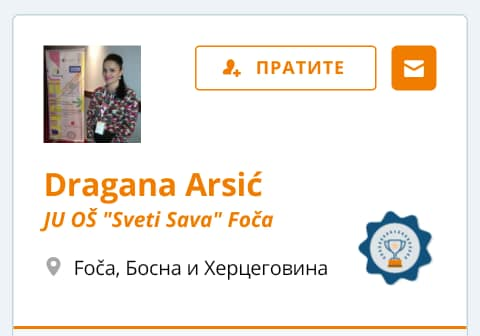 ПРАТИТЕ
Dragana Arsić
JU OŠ "Sveti Sava" Foča
Foča, Босна и Херцеговина